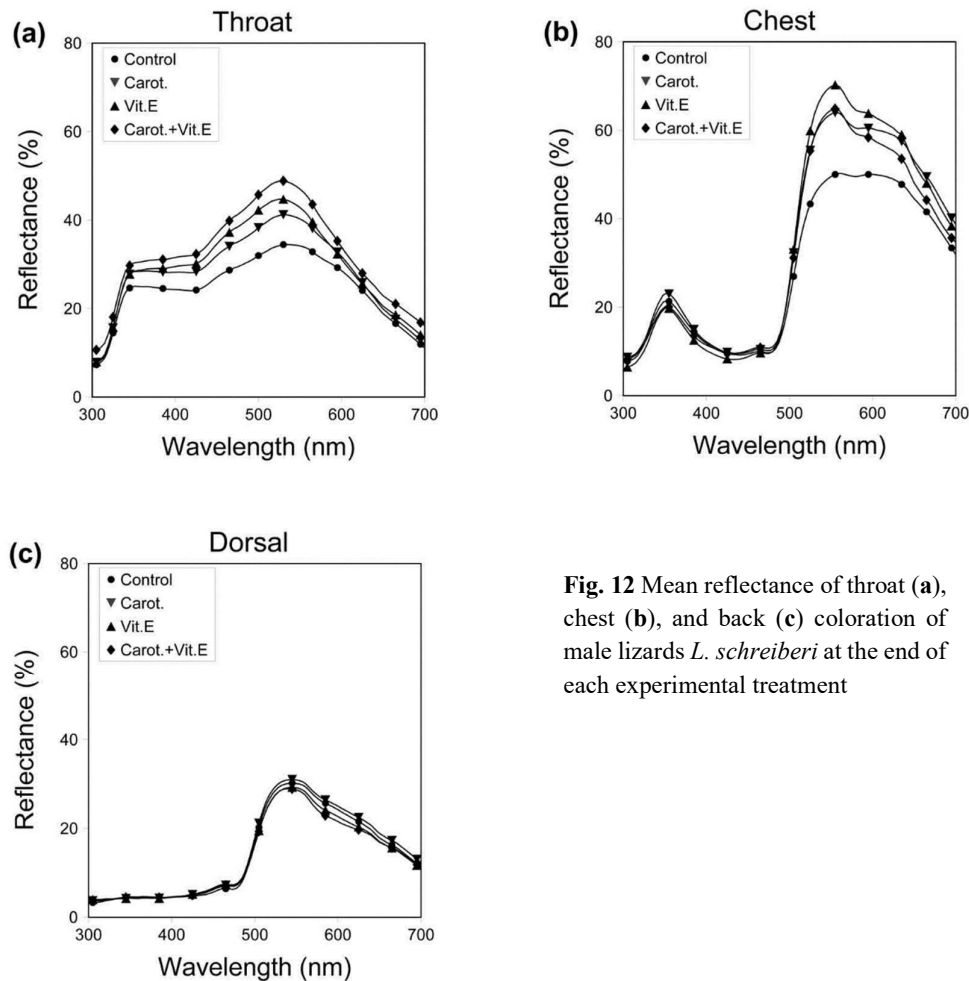 (a)
Throat
80
60
40
20
0
Reflectance (%)
Control
Carot.
Vit.E
Carot.+Vit.E
300 400 500 600 700
Wavelength (nm)
(b)
Chest
80
60
40
20
0
Reflectance (%)
Control
Carot.
Vit.E
Carot.+Vit.E
300 400 500 600 700
Wavelength (nm)
(c)
Dorsal
80
60
40
20
0
Reflectance (%)
Control
Carot.
Vit.E
Carot.+Vit.E
300 400 500 600 700
Wavelength (nm)
Fig. 12 Mean reflectance of throat (a),
chest (b), and back (c) coloration of
male lizards L. schreiberi at the end of
each experimental treatment